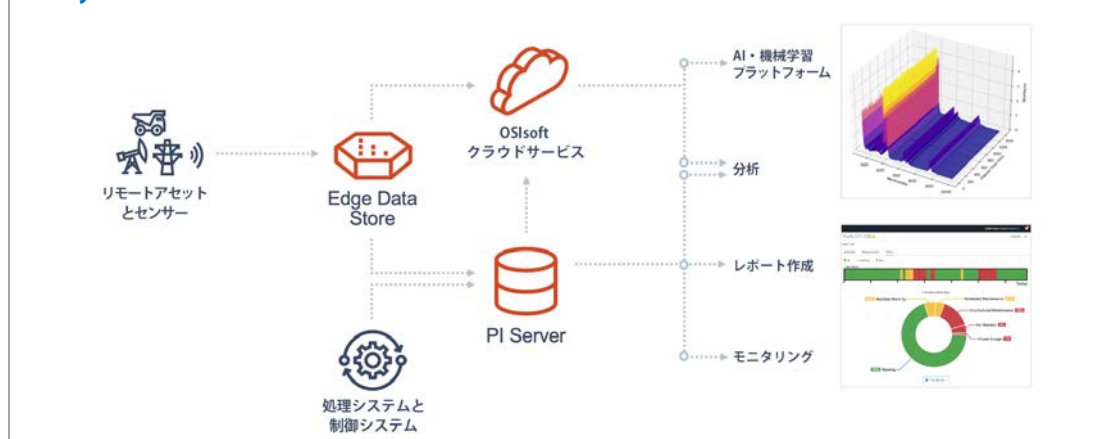 リモートアセット
とセンサー
Edge Data
Store
処理システムと
制御システム
OSIsoft
クラウドサービス
PI Server
AI・機械学習
プラットフォーム
分析
レポート作成
モニタリング
Today
Running